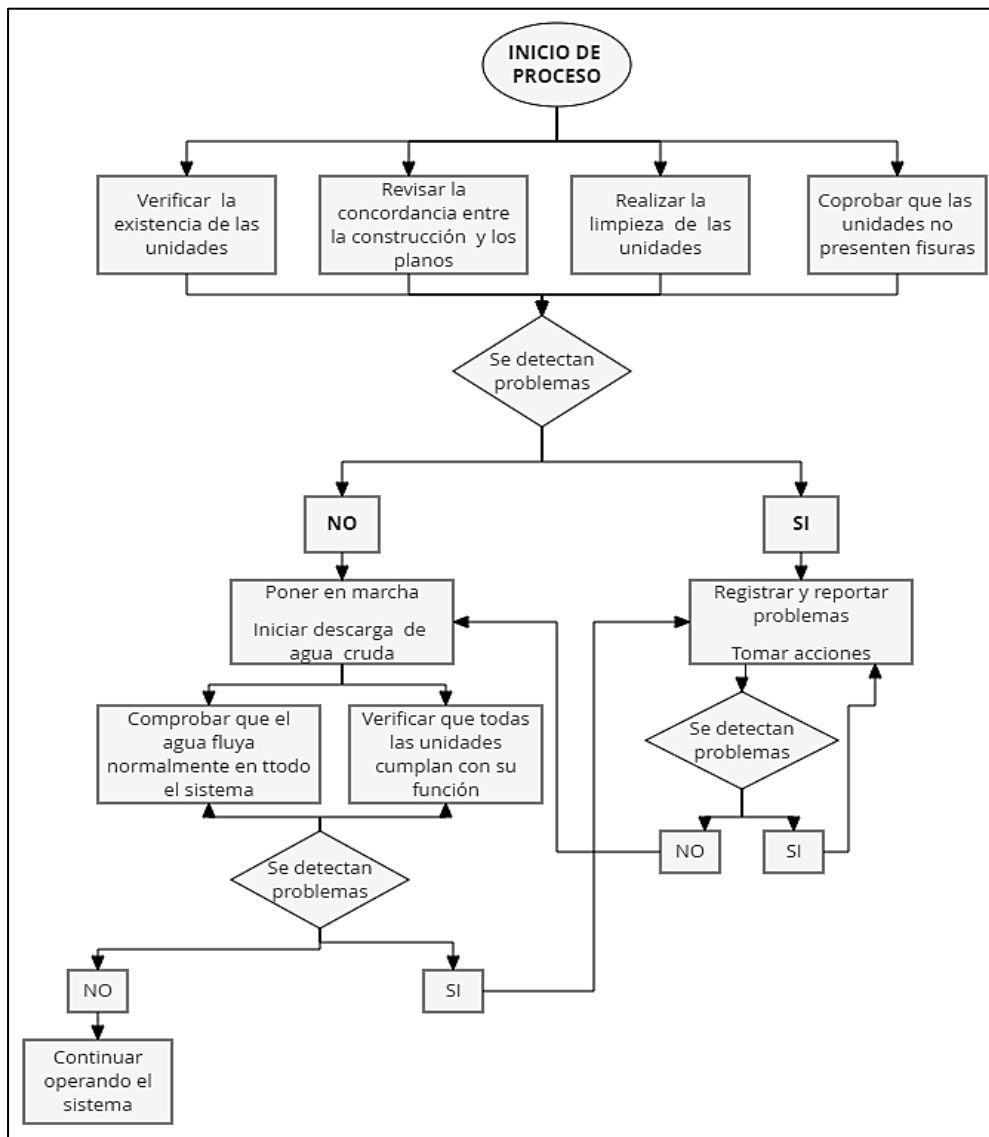 INICIO DE
PROCESO
Verificar la
existencia de las
unidades
Revisar la
concordancia entre
la construcción y los
planos
Realizar la
limpieza de las
unidades
Coprobar que las
unidades no
presenten fisuras
Se detectan
problemas
NO
SI
Poner en marcha
Iniciar descarga de
agua cruda
Registrar y reportar
problemas
Tomar acciones
Comprobar que el
agua fluya
normalmente en ttodo
el sistema
Verificar que todas
las unidades
cumplan con su
función
Se detectan
problemas
NO
SI
Se detectan
problemas
NO
SI
Continuar
operando el
sistema